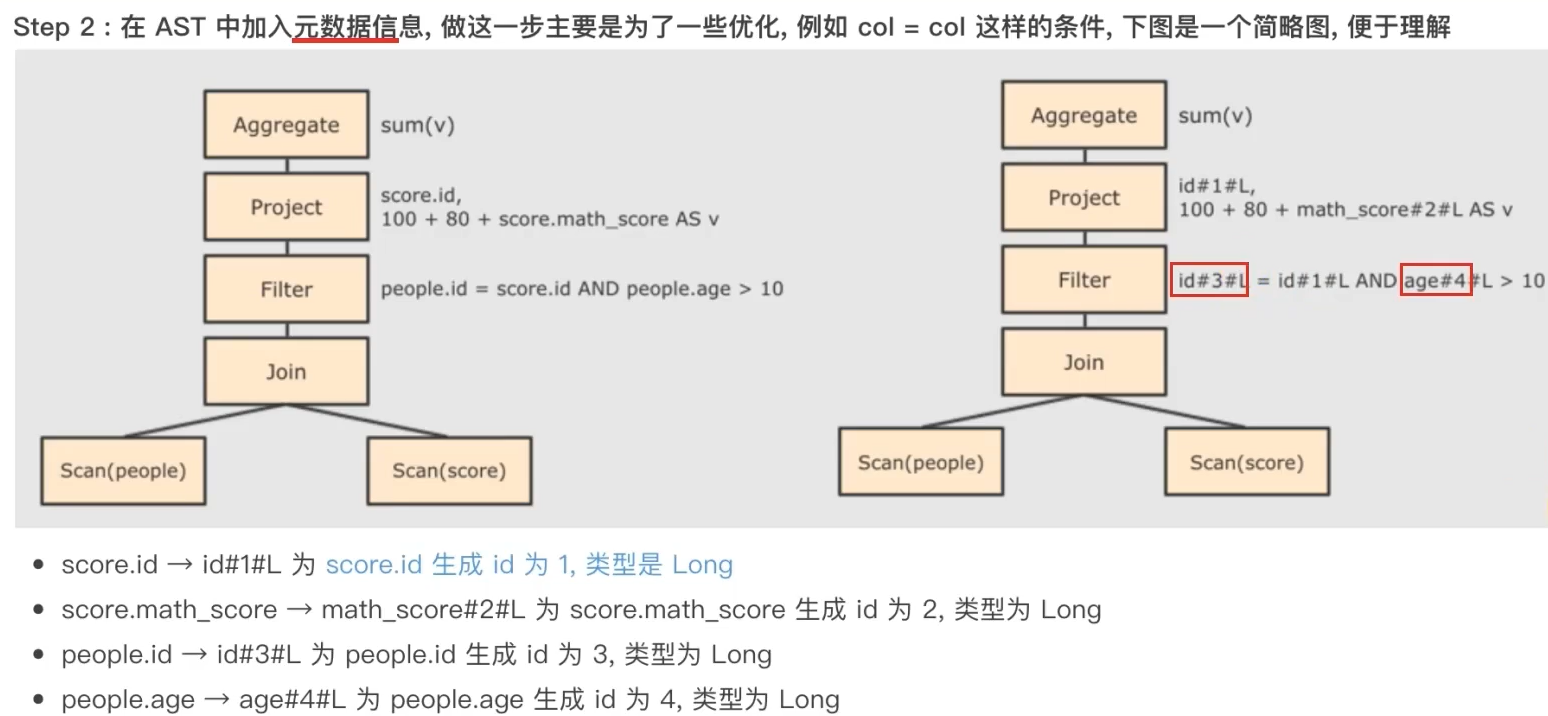 Step 2 : 在 AST 中加入元数据信息, 做这一步主要是为了一些优化, 例如 col = col 这样的条件, 下图是一个简略图, 便于理解
Aggregate sum(v)
Project
score.id,
100 + 80 + score.math_score AS v
Filter people.id = score.id AND people.age > 10
Join
Scan(people)
Scan(score)
Aggregate sum(v)
Project
id#1#L,
100 + 80 + math_score#2#L AS v
Filter id#3#L = id#1#L AND age#4#L > 10
Join
Scan(people)
Scan(score)
• score.id → id#1#L 为 score.id 生成 id 为 1, 类型是 Long
• score.math_score → math_score#2#L 为 score.math_score 生成 id 为 2, 类型为 Long
• people.id → id#3#L 为 people.id 生成 id 为 3, 类型为 Long
• people.age → age#4#L 为 people.age 生成 id 为 4, 类型为 Long